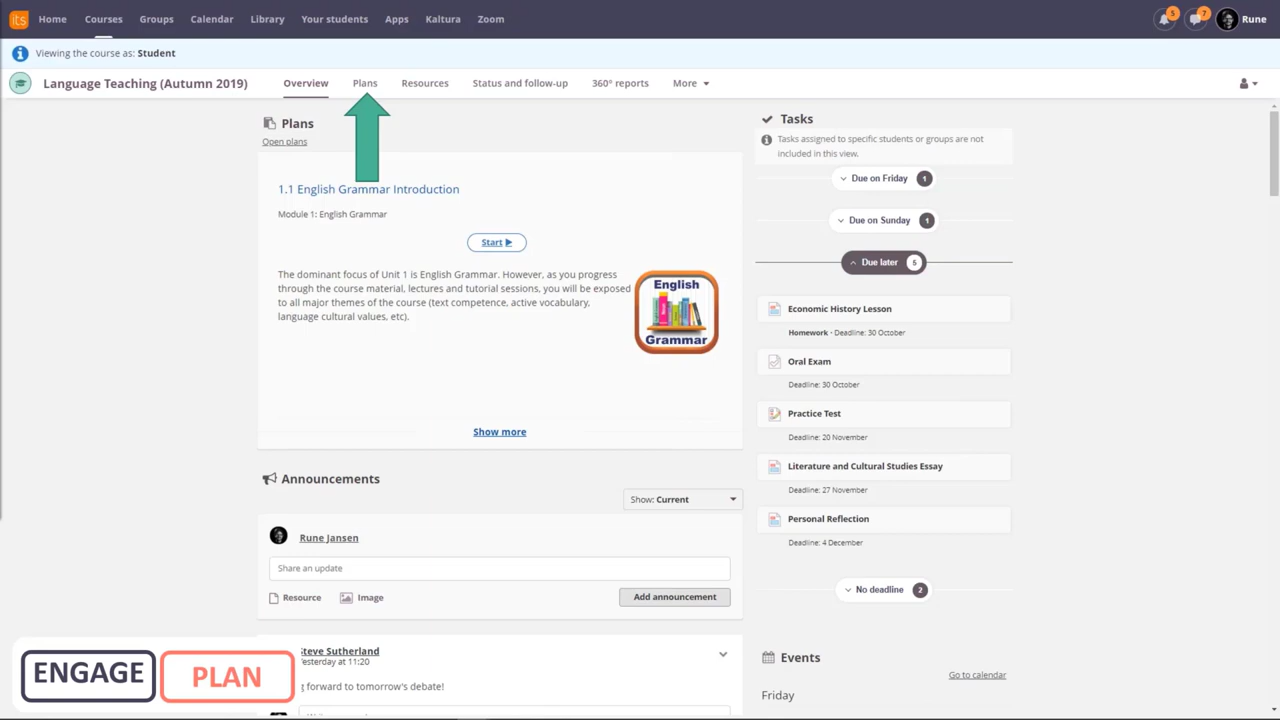 its Home Courses Groups Calendar Library Your students Apps Kaltura Zoom 5 7 Rune
Viewing the course as: Student
Language Teaching (Autumn 2019) Overview Plans Resources Status and follow-up 360° reports More
Plans
Open plans
1.1 English Grammar Introduction
Module 1: English Grammar
Start
The dominant focus of Unit 1 is English Grammar. However, as you progress
through the course material, lectures and tutorial sessions, you will be exposed
to all major themes of the course (text competence, active vocabulary,
language cultural values, etc).
English
Grammar
Show more
Announcements
Show: Current
Rune Jansen
Share an update
Resource Image Add announcement
Steve Sutherland
Yesterday at 11:20
g forward to tomorrow's debate!
Tasks
Tasks assigned to specific students or groups are not
included in this view.
Due on Friday 1
Due on Sunday 1
Due later 5
Economic History Lesson
Homework - Deadline: 30 October
Oral Exam
Deadline: 30 October
Practice Test
Deadline: 20 November
Literature and Cultural Studies Essay
Deadline: 27 November
Personal Reflection
Deadline: 4 December
No deadline 2
Events
Go to calendar
Friday
ENGAGE PLAN